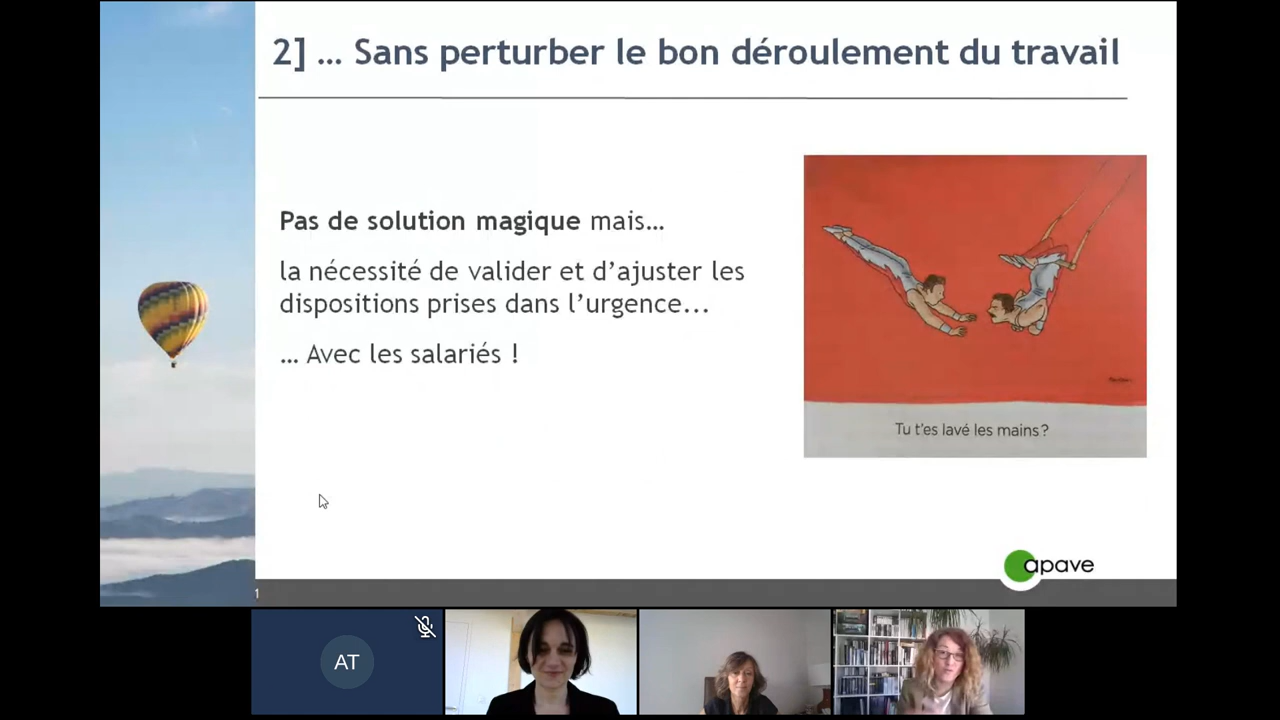 2] ... Sans perturber le bon déroulement du travail
Pas de solution magique mais...
la nécessité de valider et d’ajuster les
dispositions prises dans l’urgence...
... Avec les salariés !
Tu t'es lavé les mains?
apave
1
AT